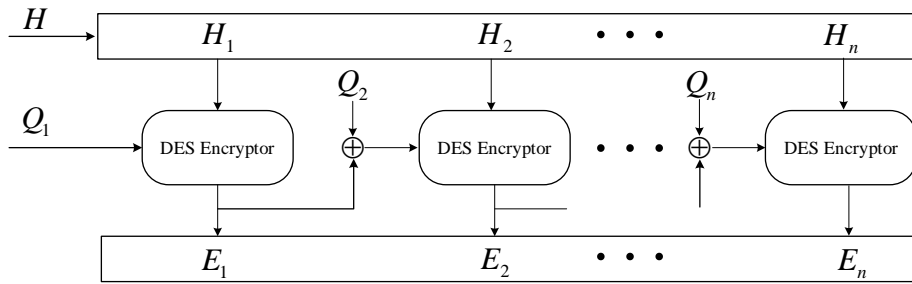 H H₁ H₂ • • • Hₙ
Q₂ Qₙ
Q₁ DES Encryptor DES Encryptor • • • DES Encryptor
E₁ E₂ • • • Eₙ